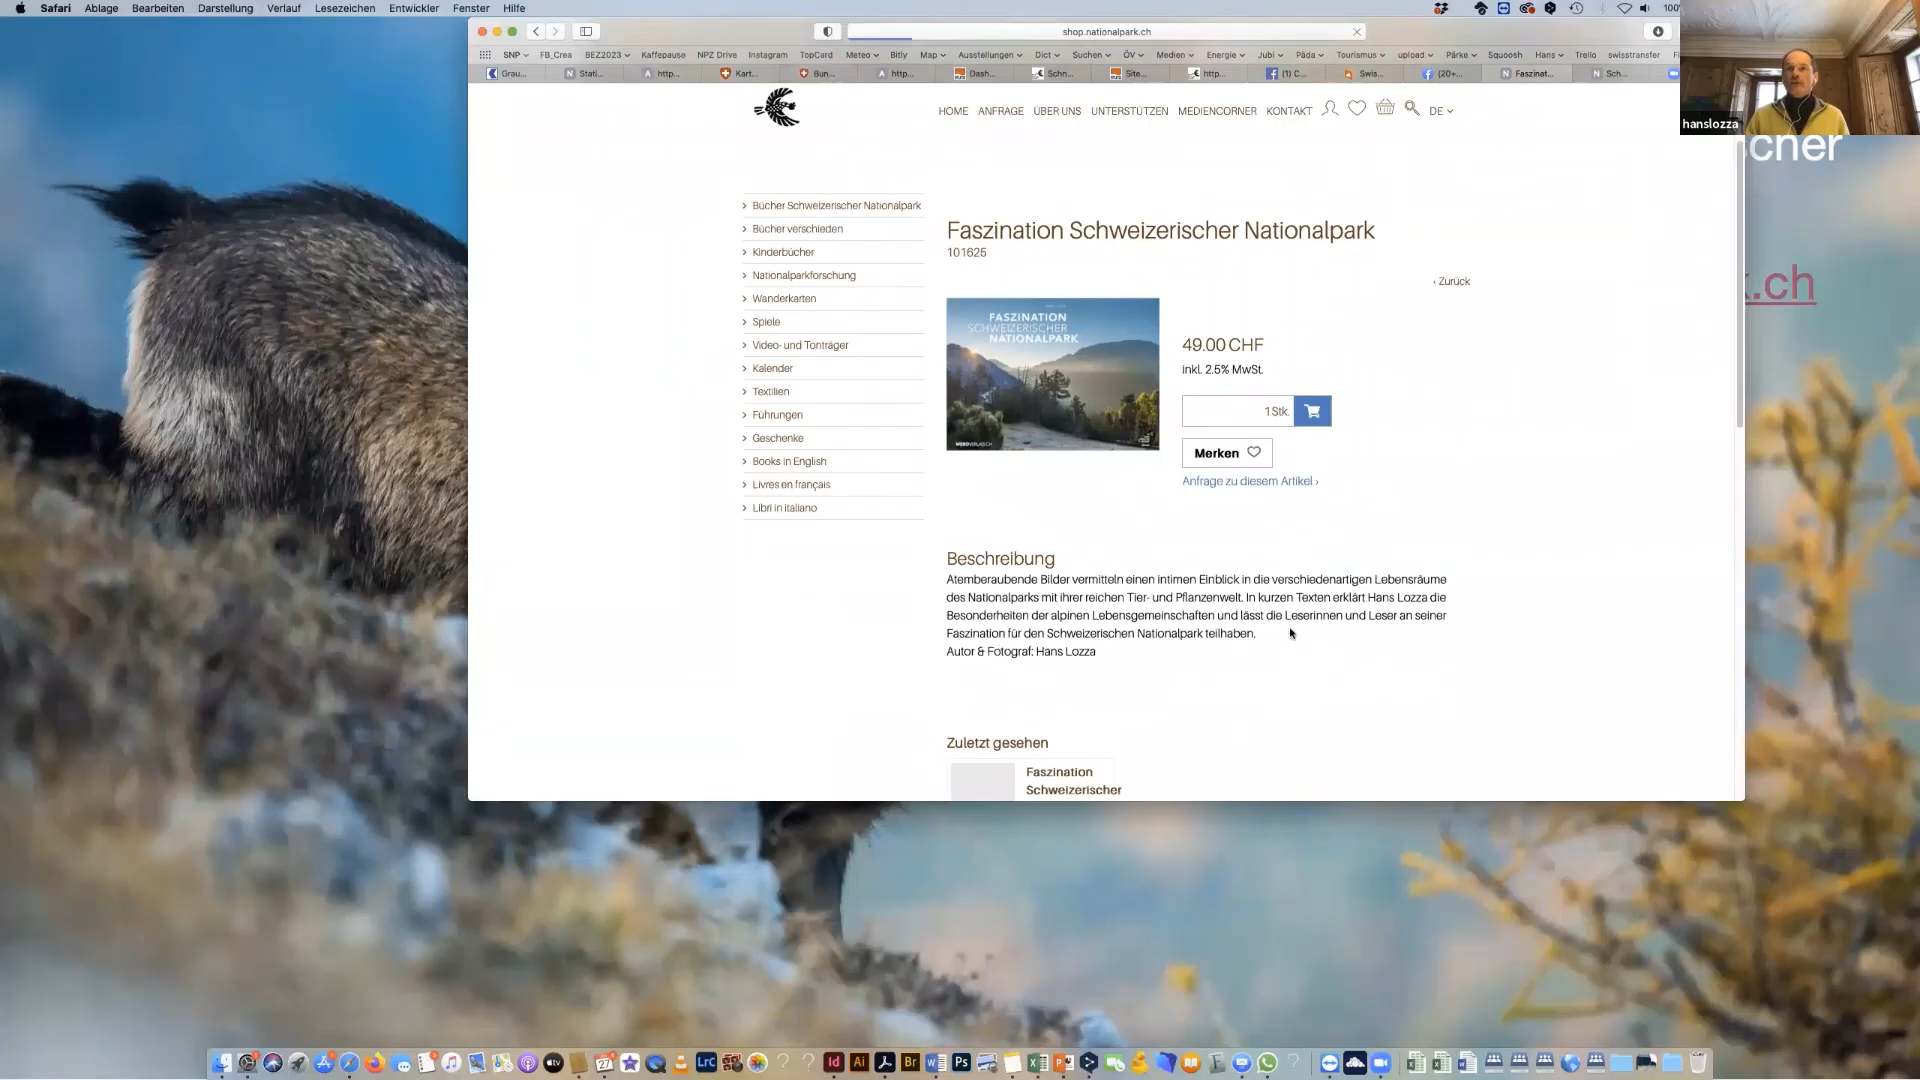 Safari Ablage Bearbeiten Darstellung Verlauf Lesezeichen Entwickler Fenster Hilfe
shop.nationalpark.ch
SNP FB_Crea BEZ2023 Kaffepause NPZ Drive Instagram TopCard Meteo Bitly Map Ausstellungen Dict Suchen ÖV Medien Energie Jubi Päda Tourismus upload Pärke Squoosh Hans Trello swisstransfer
Grau... Stati... http... Kart... Bun... http... Dash... Schn... Site... http... (1) C... Swis... (20+... Faszinat... Sch...
hanslozza
HOME ANFRAGE ÜBER UNS UNTERSTÜTZEN MEDIENCORNER KONTAKT DE
cher
.ch
Bücher Schweizerischer Nationalpark
Bücher verschieden
Kinderbücher
Nationalparkforschung
Wanderkarten
Spiele
Video- und Tonträger
Kalender
Textilien
Führungen
Geschenke
Books in English
Livres en français
Libri in italiano
Faszination Schweizerischer Nationalpark
101625
‹ Zurück
FASZINATION
SCHWEIZERISCHER
NATIONALPARK
WERDVERLAG.CH
49.00 CHF
inkl. 2.5% MwSt.
1 Stk.
Merken
Anfrage zu diesem Artikel ›
Beschreibung
Atemberaubende Bilder vermitteln einen intimen Einblick in die verschiedenartigen Lebensräume
des Nationalparks mit ihrer reichen Tier- und Pflanzenwelt. In kurzen Texten erklärt Hans Lozza die
Besonderheiten der alpinen Lebensgemeinschaften und lässt die Leserinnen und Leser an seiner
Faszination für den Schweizerischen Nationalpark teilhaben.
Autor & Fotograf: Hans Lozza
Zuletzt gesehen
Faszination
Schweizerischer